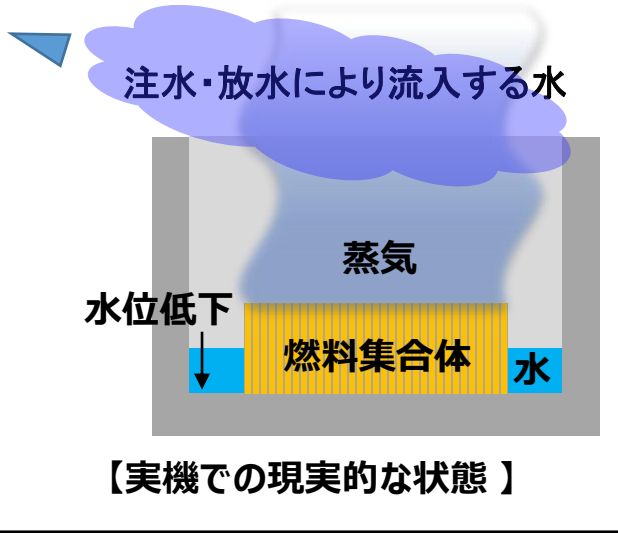 注水・放水により流入する水
蒸気
水位低下
燃料集合体
水
【実機での現実的な状態 】